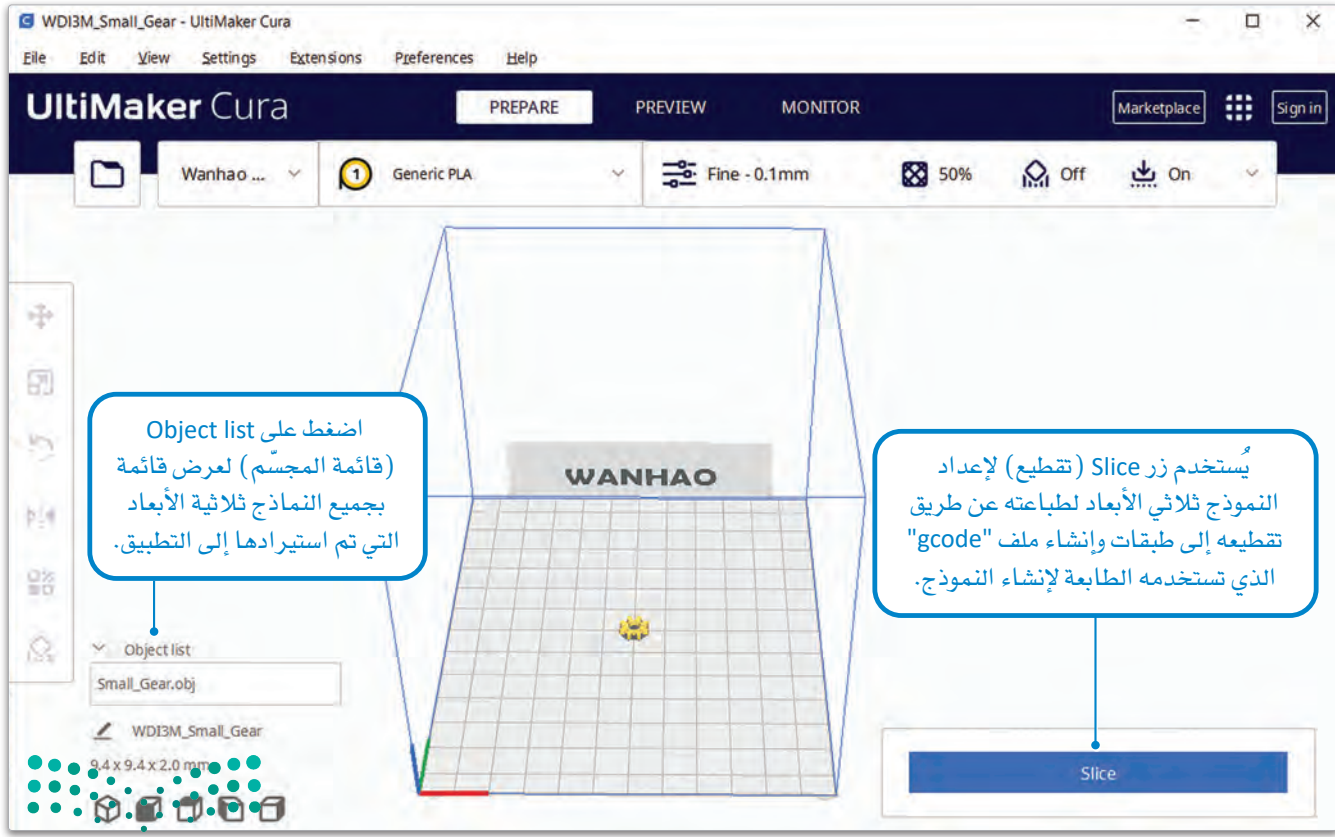 WDI3M_Small_Gear - UltiMaker Cura
File Edit View Settings Extensions Preferences Help
UltiMaker Cura PREPARE PREVIEW MONITOR Marketplace Sign in
Wanhao ... 1 Generic PLA Fine - 0.1mm 50% Off On
WANHAO
اضغط على Object list
(قائمة المجسّم) لعرض قائمة
بجميع النماذج ثلاثية الأبعاد
التي تم استيرادها إلى التطبيق.
يُستخدم زر Slice (تقطيع) لإعداد
النموذج ثلاثي الأبعاد لطباعته عن طريق
تقطيعه إلى طبقات وإنشاء ملف "gcode"
الذي تستخدمه الطابعة لإنشاء النموذج.
Object list
Small_Gear.obj
WDI3M_Small_Gear
9.4 x 9.4 x 2.0 mm
Slice